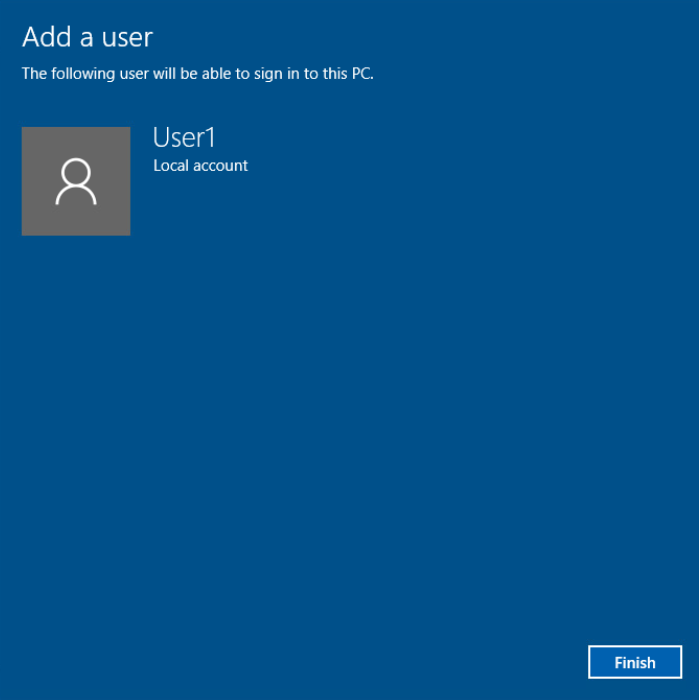 Add a user
The following user will be able to sign in to this PC.
User1
Local account
Finish